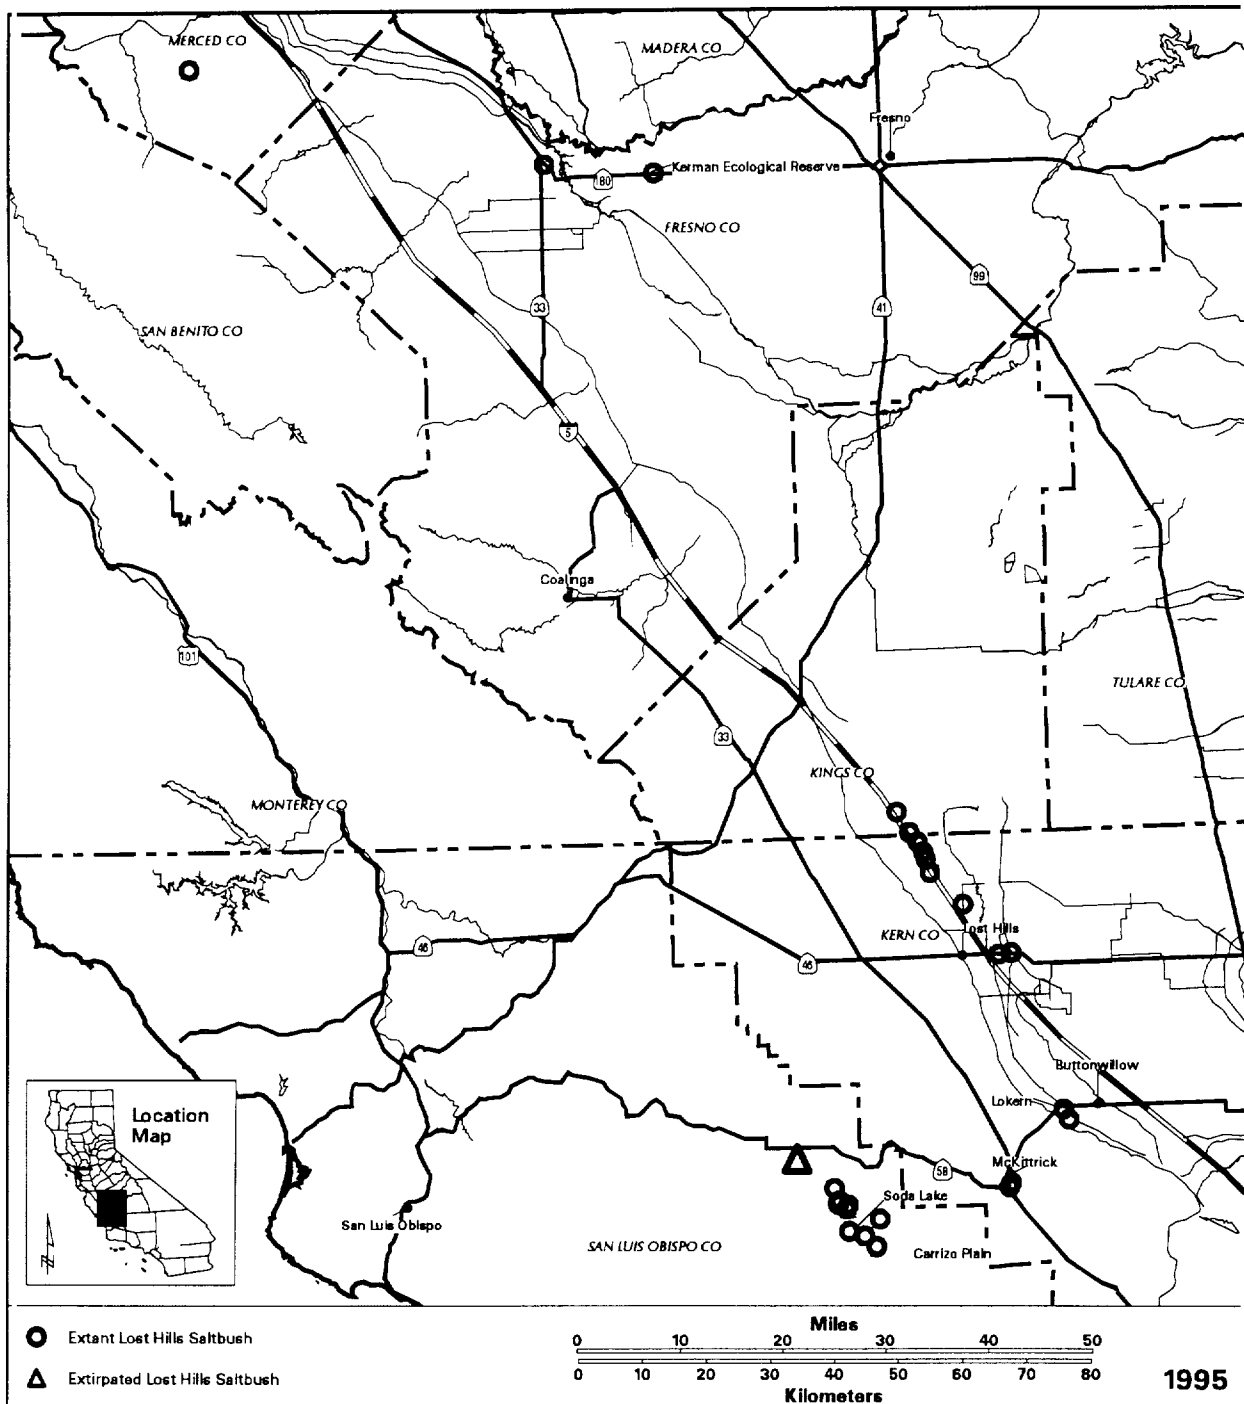 MERCED CO
MADERA CO
Fresno
Kerman Ecological Reserve
180
FRESNO CO
99
33
41
SAN BENITO CO
5
Coalinga
101
TULARE CO
33
KINGS CO
MONTEREY CO
Lost Hills
KERN CO
46
46
Buttonwillow
Lokern
Location
Map
McKittrick
58
Soda Lake
San Luis Obispo
SAN LUIS OBISPO CO
Carrizo Plain
Extant Lost Hills Saltbush
Extirpated Lost Hills Saltbush
Miles
0 10 20 30 40 50
0 10 20 30 40 50 60 70 80
Kilometers
1995